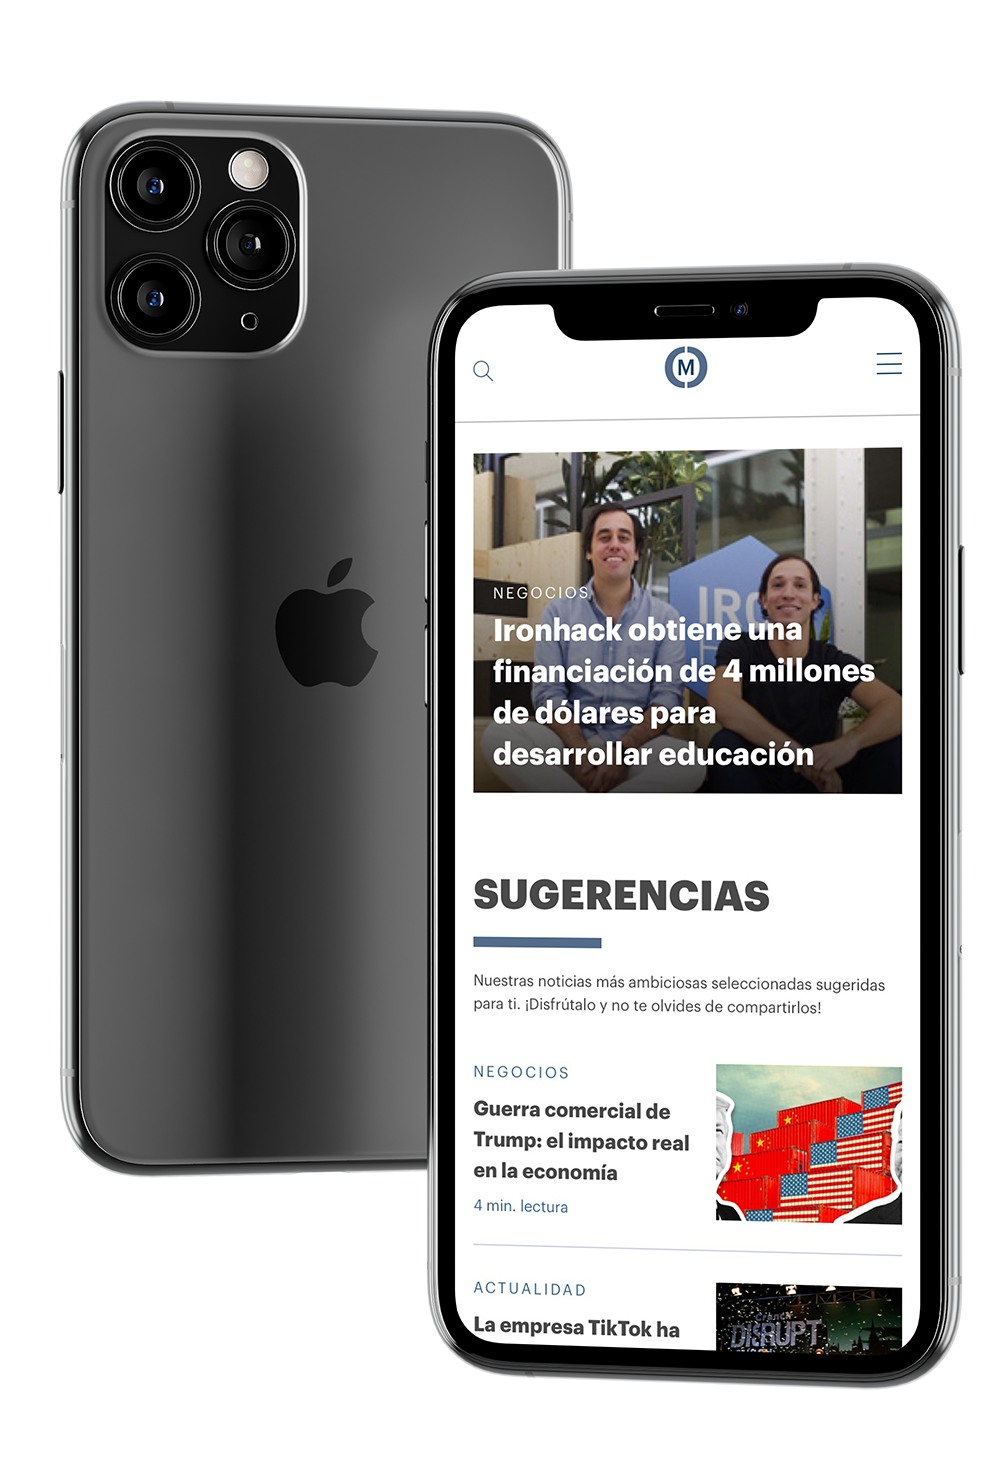 M
NEGOCIOS
IRO
Ironhack obtiene una
financiación de 4 millones
de dólares para
desarrollar educación
SUGERENCIAS
Nuestras noticias más ambiciosas seleccionadas sugeridas
para ti. ¡Disfrútalo y no te olvides de compartirlos!
NEGOCIOS
Guerra comercial de
Trump: el impacto real
en la economía
4 min. lectura
ACTUALIDAD
La empresa TikTok ha
DISRUPT